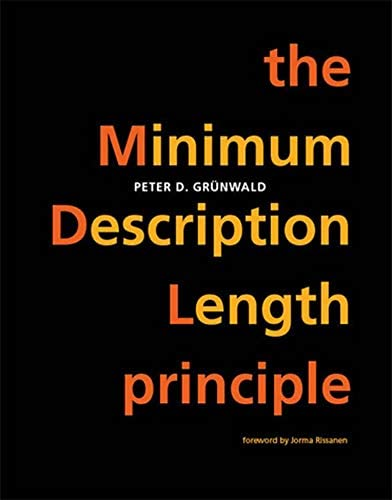 the
Minimum
PETER D. GRÜNWALD
Description
Length
principle
foreword by Jorma Rissanen